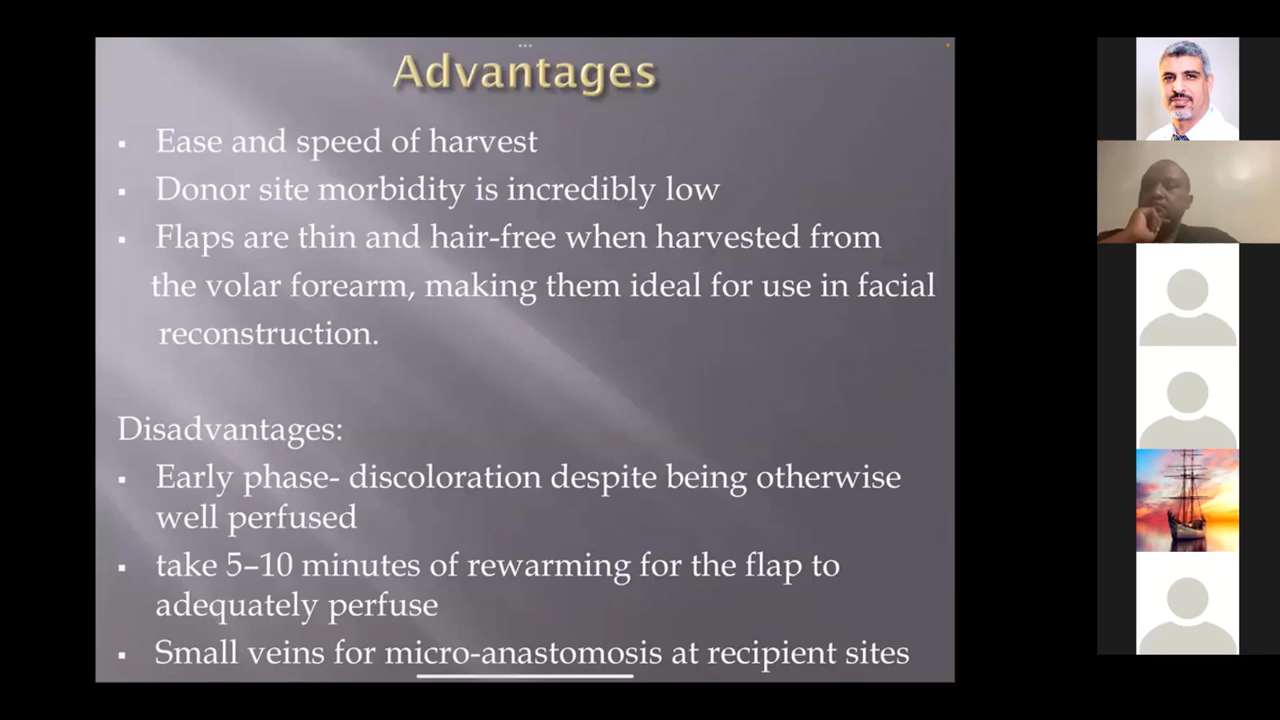 Advantages
Ease and speed of harvest
Donor site morbidity is incredibly low
Flaps are thin and hair-free when harvested from
the volar forearm, making them ideal for use in facial
reconstruction.
Disadvantages:
Early phase- discoloration despite being otherwise
well perfused
take 5–10 minutes of rewarming for the flap to
adequately perfuse
Small veins for micro-anastomosis at recipient sites